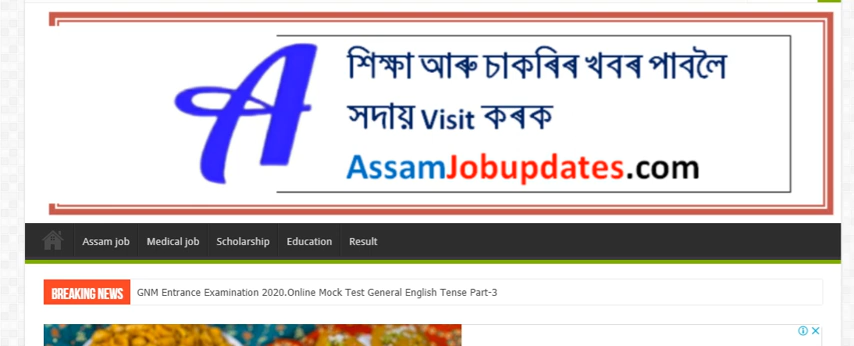 শিক্ষা আৰু চাকৰিৰ খবৰ পাবলৈ
সদায় Visit কৰক
AssamJobupdates.com
Assam job Medical job Scholarship Education Result
BREAKING NEWS GNM Entrance Examination 2020.Online Mock Test General English Tense Part-3